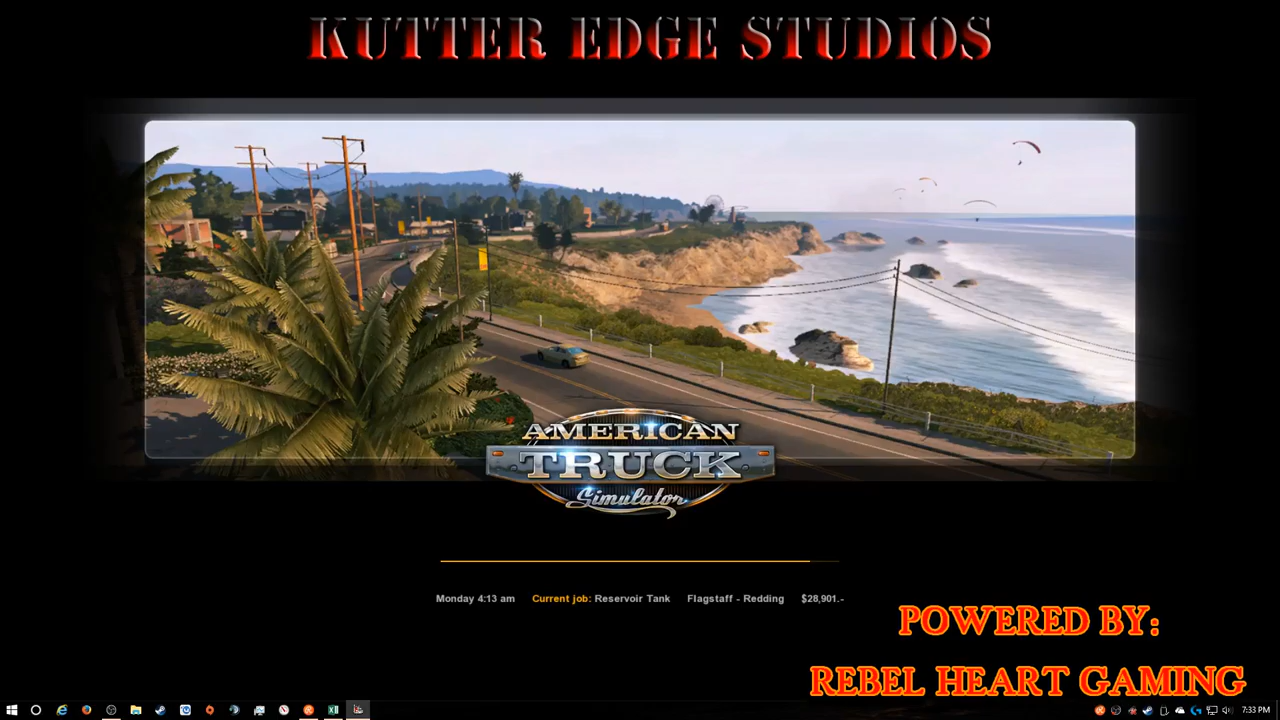 KUTTER EDGE STUDIOS
AMERICAN
TRUCK
Simulator
Monday 4:13 am Current job: Reservoir Tank Flagstaff - Redding $28,901.-
POWERED BY:
REBEL HEART GAMING
7:33 PM